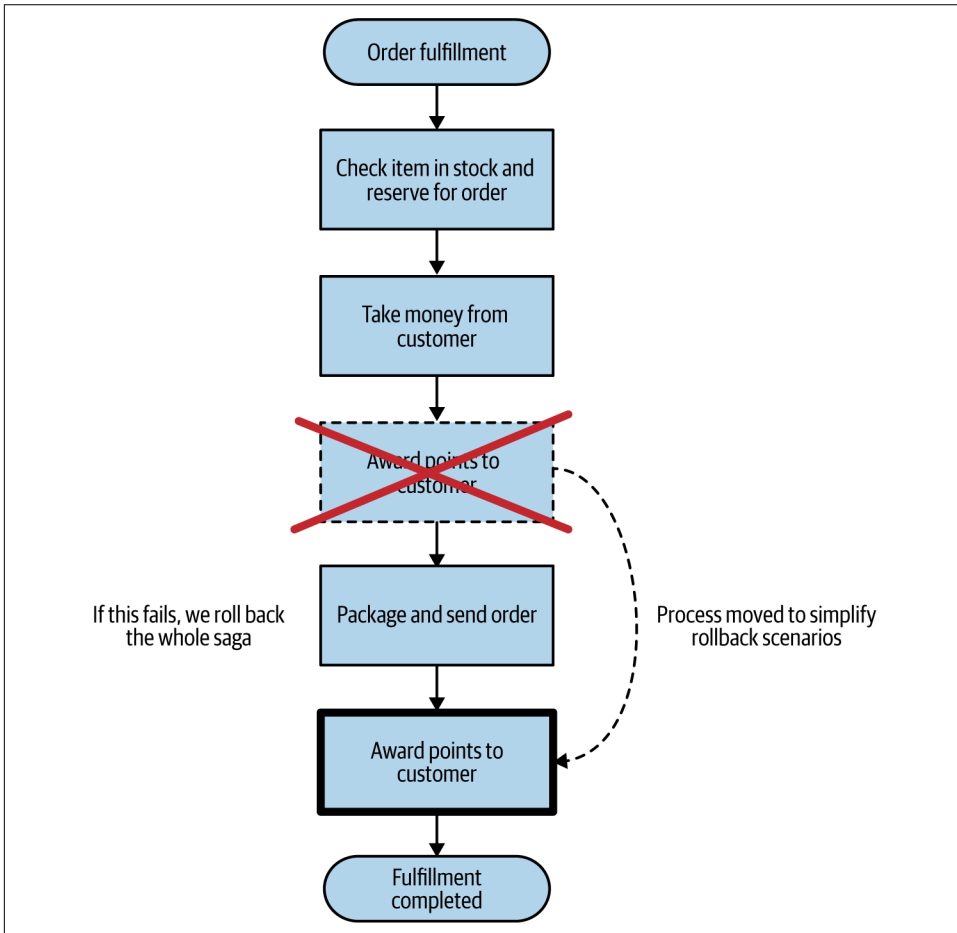 Order fulfillment
Check item in stock and
reserve for order
Take money from
customer
Award points to
customer
If this fails, we roll back
the whole saga
Package and send order
Process moved to simplify
rollback scenarios
Award points to
customer
Fulfillment
completed